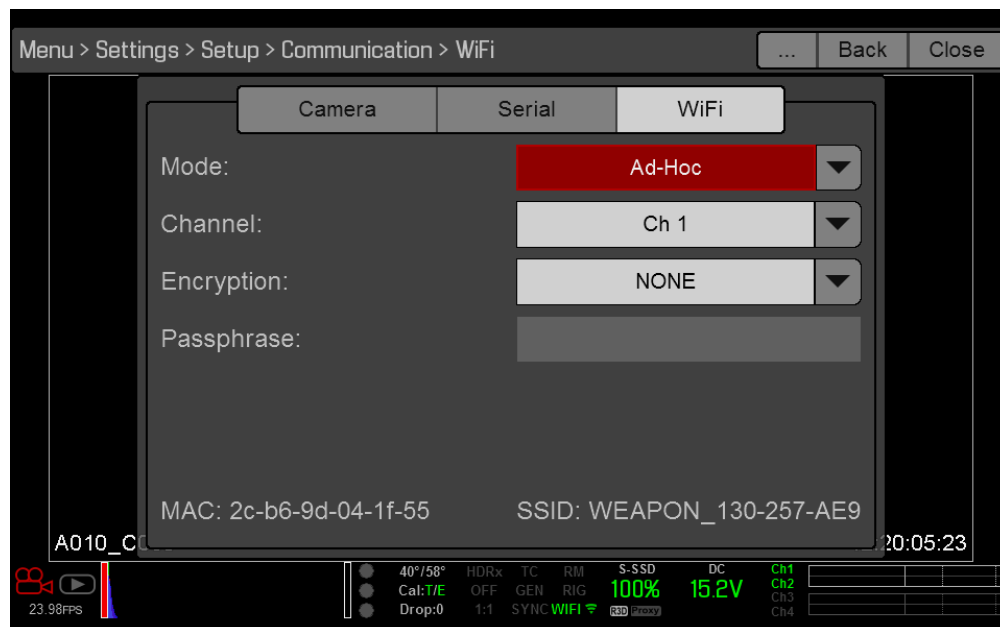 Menu > Settings > Setup > Communication > WiFi ... Back Close
Camera Serial WiFi
Mode: Ad-Hoc
Channel: Ch 1
Encryption: NONE
Passphrase:
MAC: 2c-b6-9d-04-1f-55 SSID: WEAPON_130-257-AE9
A010_C 20:05:23
40°/58° HDRx TC RM S-SSD DC Ch1
Cal:T/E OFF GEN RIG 100% 15.2V Ch2
Ch3
23.98FPS Drop:0 1:1 SYNC WIFI R3D Proxy Ch4